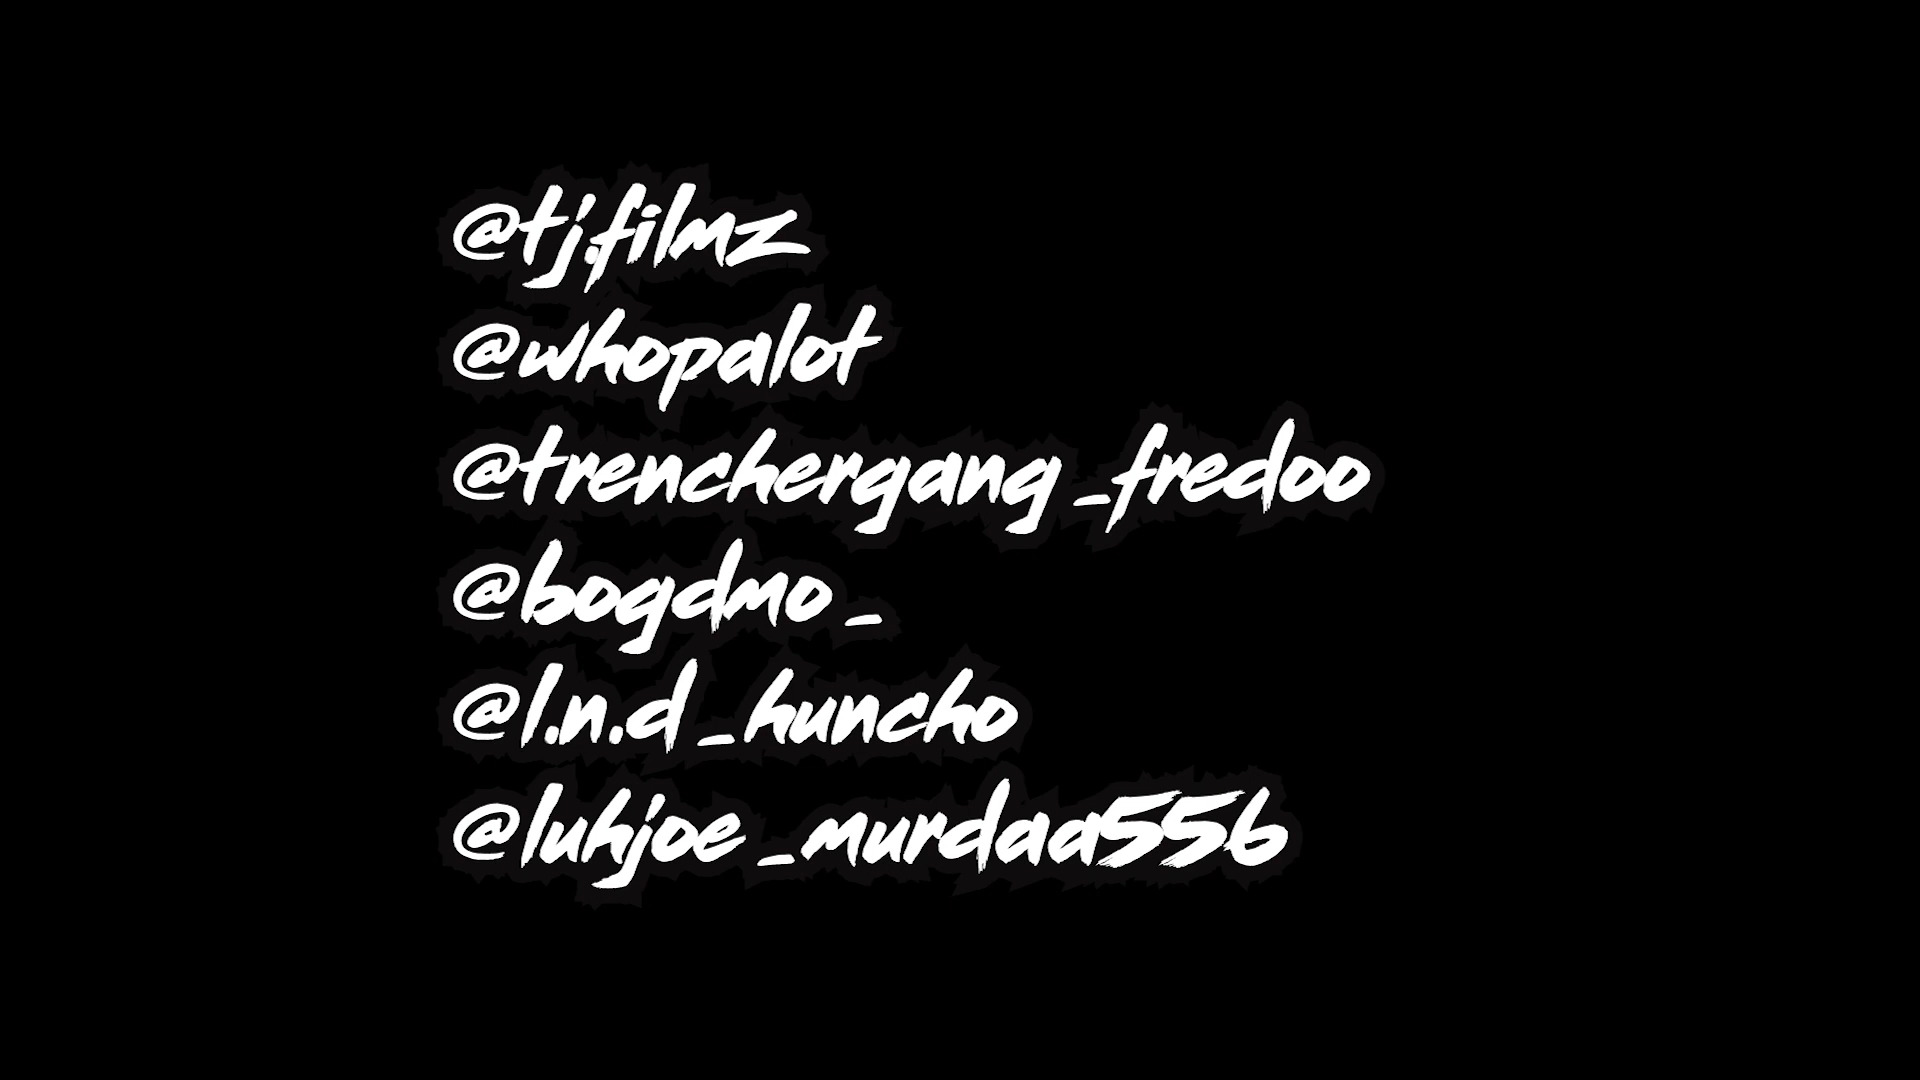 @tj.filmz
@whopalot
@trenchergang_fredoo
@bogdmo_
@l.n.d_huncho
@luhjoe_murdaa556